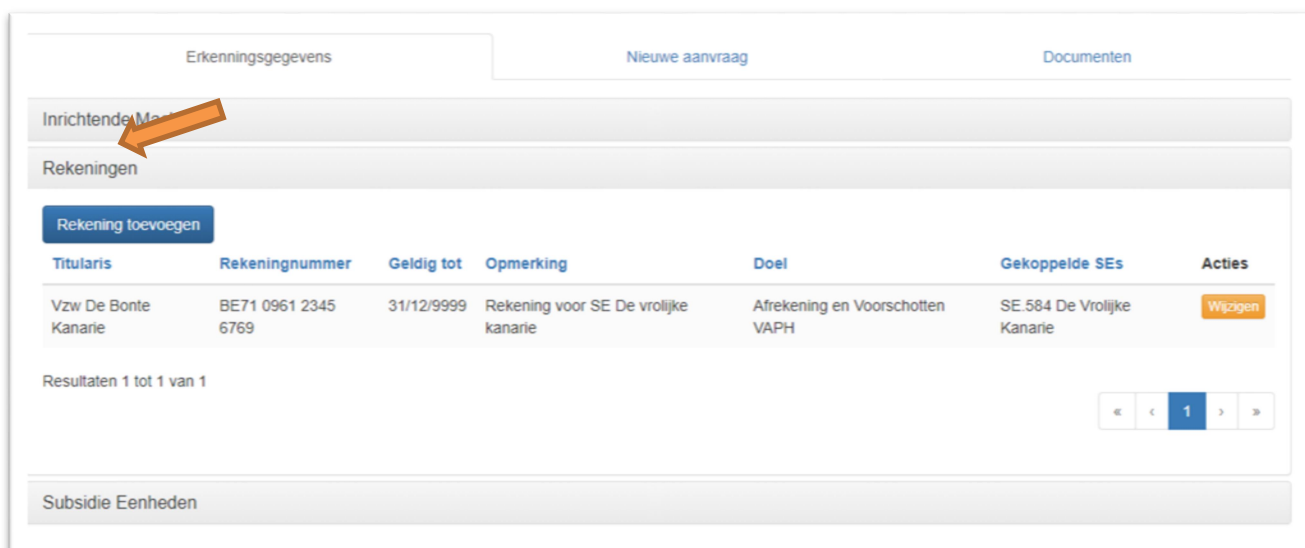 Erkenningsgegevens Nieuwe aanvraag Documenten
Inrichtende
Rekeningen
Rekening toevoegen
Titularis Rekeningnummer Geldig tot Opmerking Doel Gekoppelde SEs Acties
Vzw De Bonte BE71 0961 2345 31/12/9999 Rekening voor SE De vrolijke Afrekening en Voorschotten SE.584 De Vrolijke Wijzigen
Kanarie 6769 kanarie VAPH Kanarie
Resultaten 1 tot 1 van 1
« ‹ 1 › »
Subsidie Eenheden